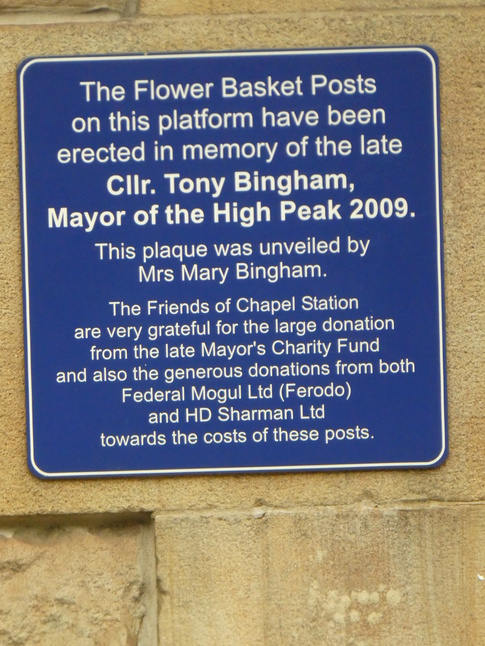 The Flower Basket Posts
on this platform have been
erected in memory of the late
Cllr. Tony Bingham,
Mayor of the High Peak 2009.
This plaque was unveiled by
Mrs Mary Bingham.
The Friends of Chapel Station
are very grateful for the large donation
from the late Mayor's Charity Fund
and also the generous donations from both
Federal Mogul Ltd (Ferodo)
and HD Sharman Ltd
towards the costs of these posts.